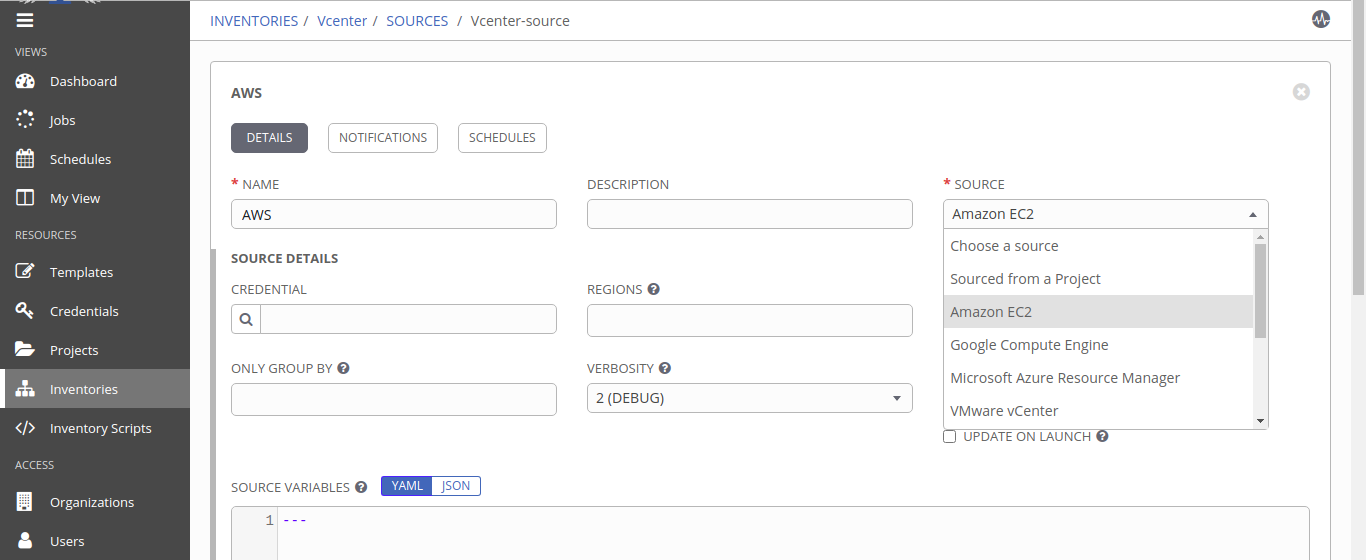 INVENTORIES / Vcenter / SOURCES / Vcenter-source
VIEWS
Dashboard
Jobs
Schedules
My View
RESOURCES
Templates
Credentials
Projects
Inventories
Inventory Scripts
ACCESS
Organizations
Users
AWS
DETAILS NOTIFICATIONS SCHEDULES
* NAME
AWS
DESCRIPTION
* SOURCE
Amazon EC2
Choose a source
Sourced from a Project
Amazon EC2
Google Compute Engine
Microsoft Azure Resource Manager
VMware vCenter
SOURCE DETAILS
CREDENTIAL
REGIONS ?
ONLY GROUP BY ?
VERBOSITY ?
2 (DEBUG)
UPDATE ON LAUNCH ?
SOURCE VARIABLES ? YAML JSON
1 ---